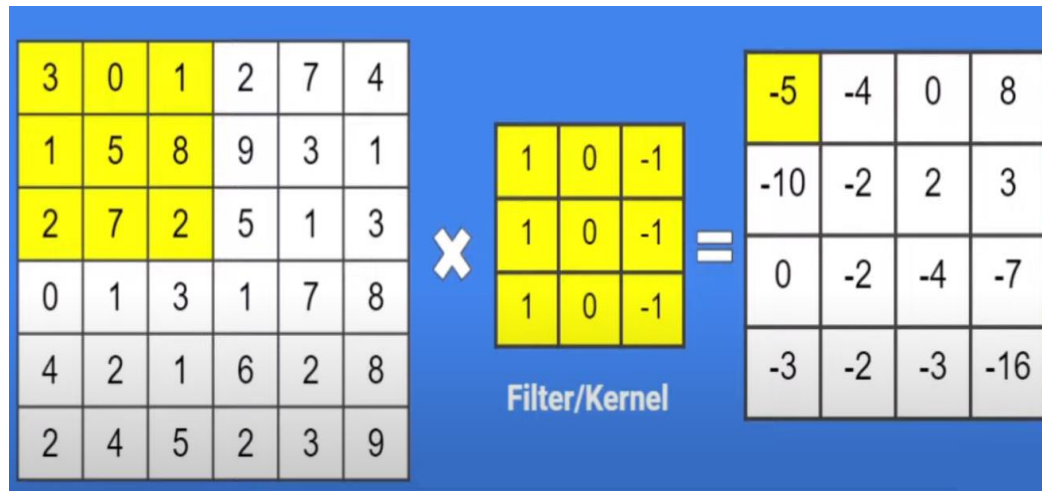 3 0 1 2 7 4
1 5 8 9 3 1
2 7 2 5 1 3
0 1 3 1 7 8
4 2 1 6 2 8
2 4 5 2 3 9
×
1 0 -1
1 0 -1
1 0 -1
Filter/Kernel
=
-5 -4 0 8
-10 -2 2 3
0 -2 -4 -7
-3 -2 -3 -16